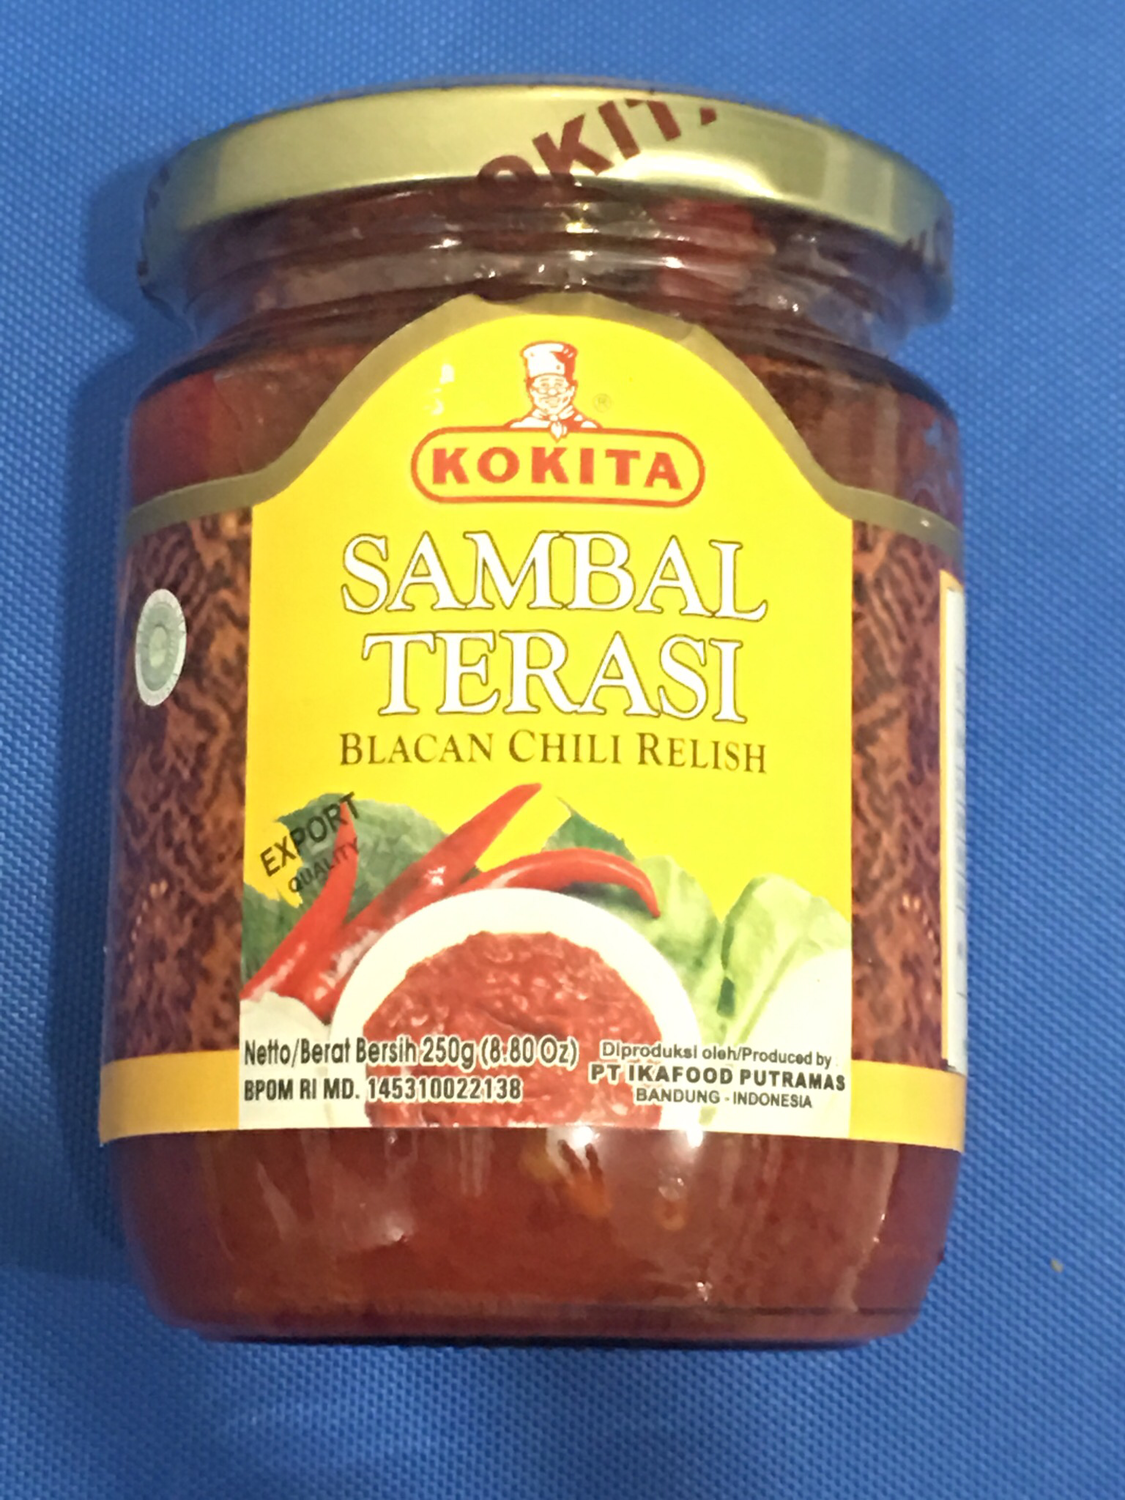 OKIT
®
KOKITA
SAMBAL
TERASI
BLACAN CHILI RELISH
EXPORT
QUALITY
Netto/Berat Bersih 250g (8.80 Oz)
BPOM RI MD. 145310022138
Diproduksi oleh/Produced by
PT IKAFOOD PUTRAMAS
BANDUNG - INDONESIA